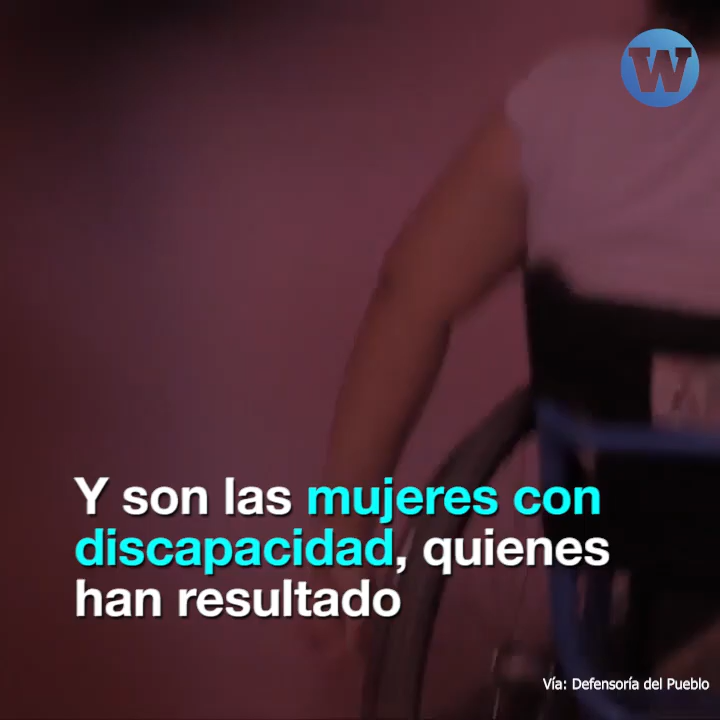 W
Y son las mujeres con
discapacidad, quienes
han resultado
Vía: Defensoría del Pueblo